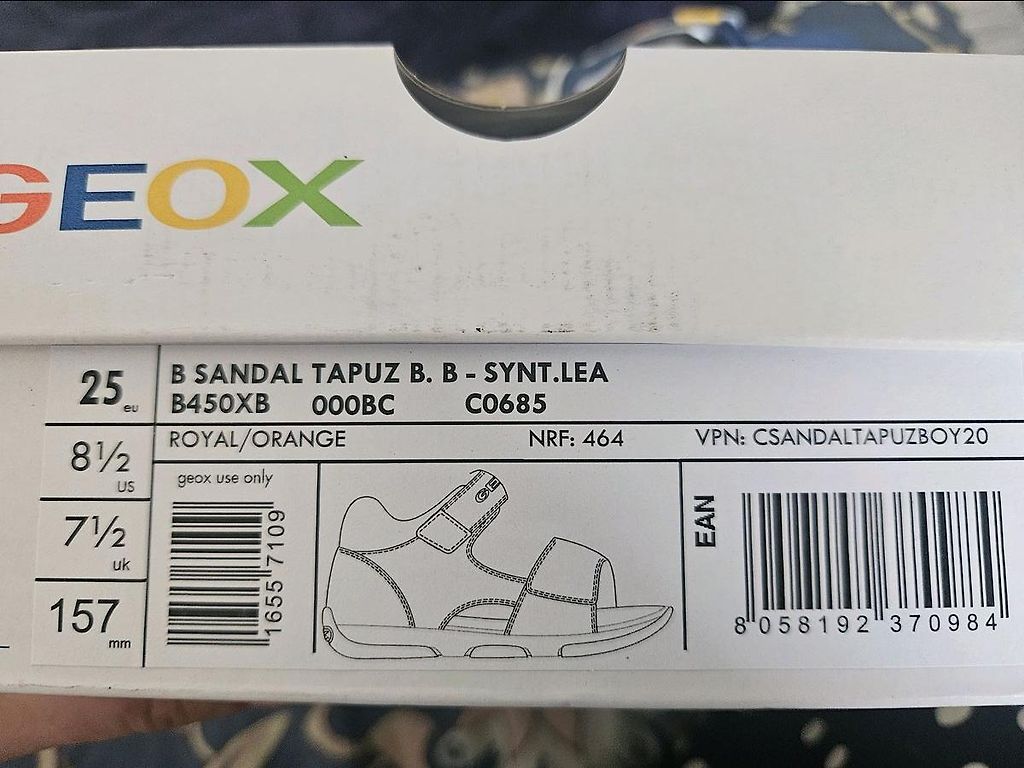 GEOX
25 eu
8½ US
7½ uk
157 mm
B SANDAL TAPUZ B. B - SYNT.LEA
B450XB 000BC C0685
ROYAL/ORANGE NRF: 464 VPN: CSANDALTAPUZBOY20
geox use only
1655 7109
GE
EAN
8 058192 370984